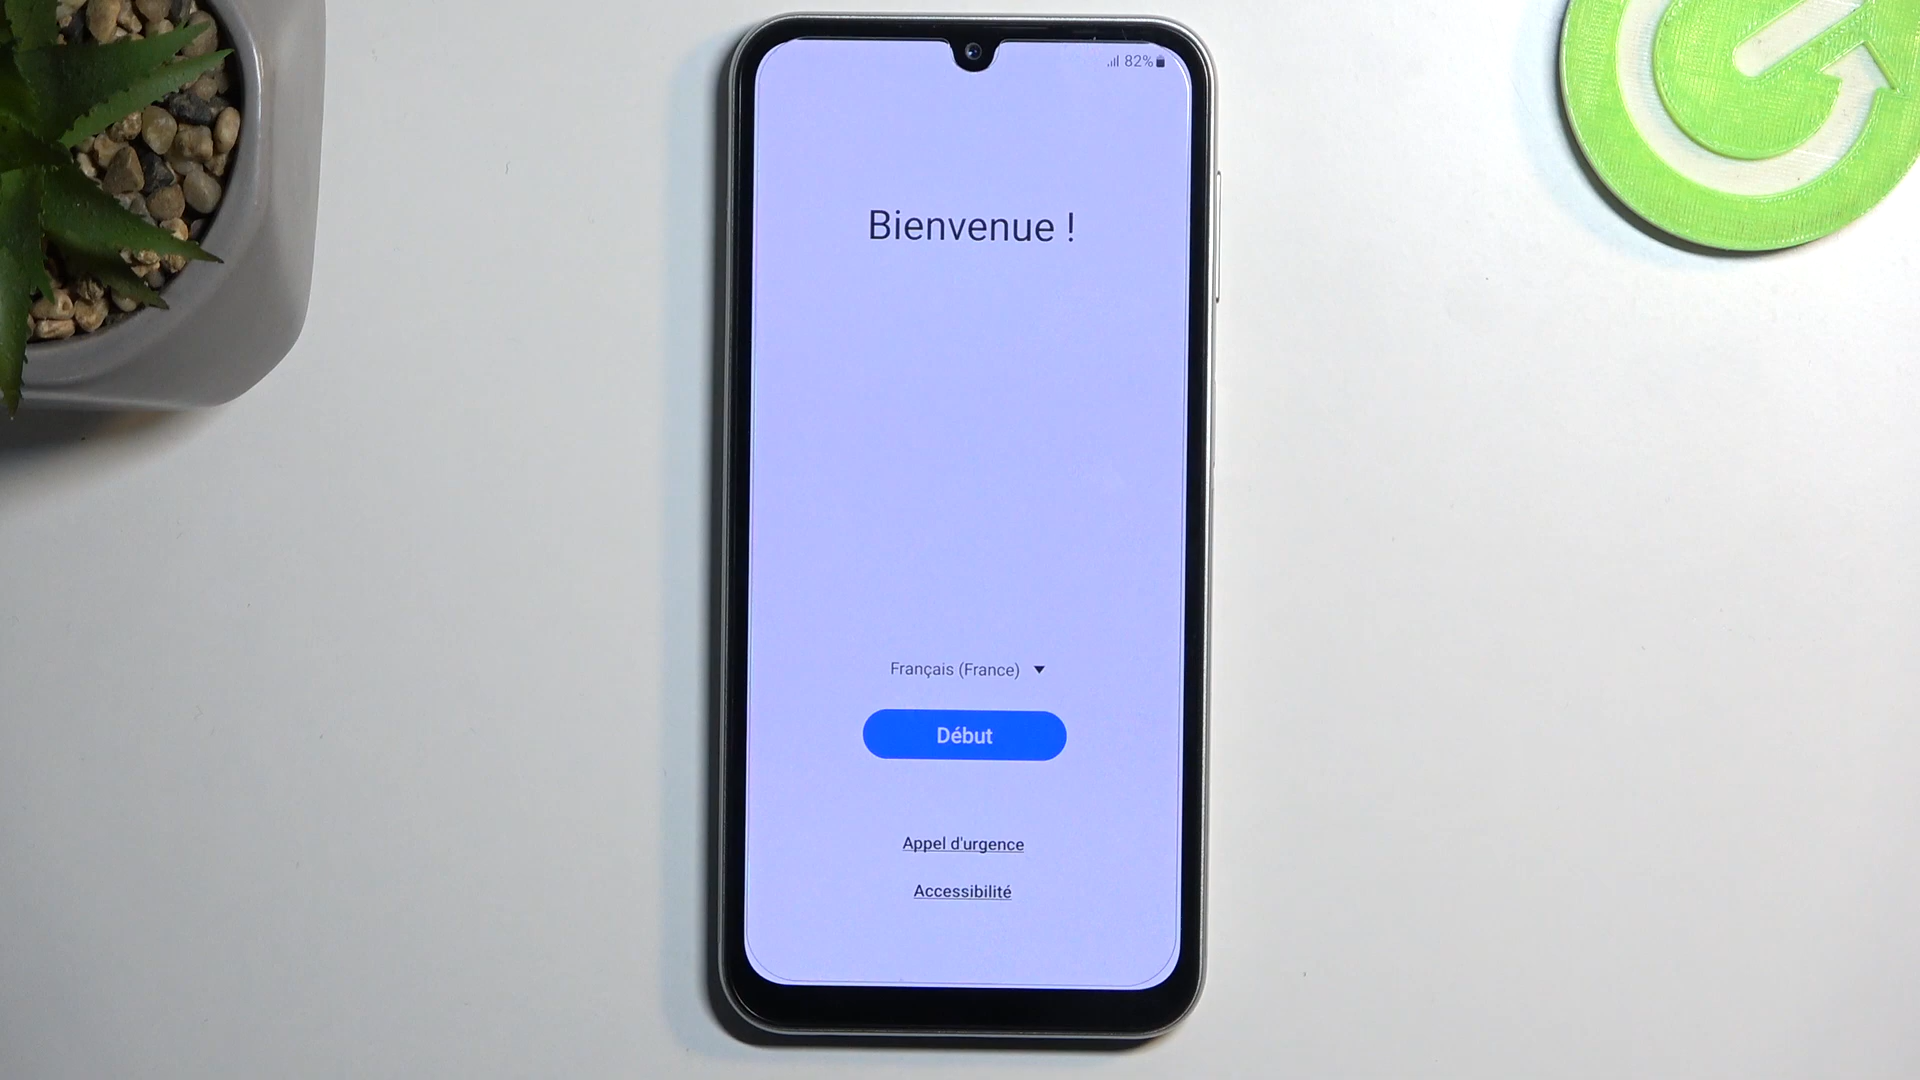 82%
Bienvenue !
Français (France)
Début
Appel d'urgence
Accessibilité